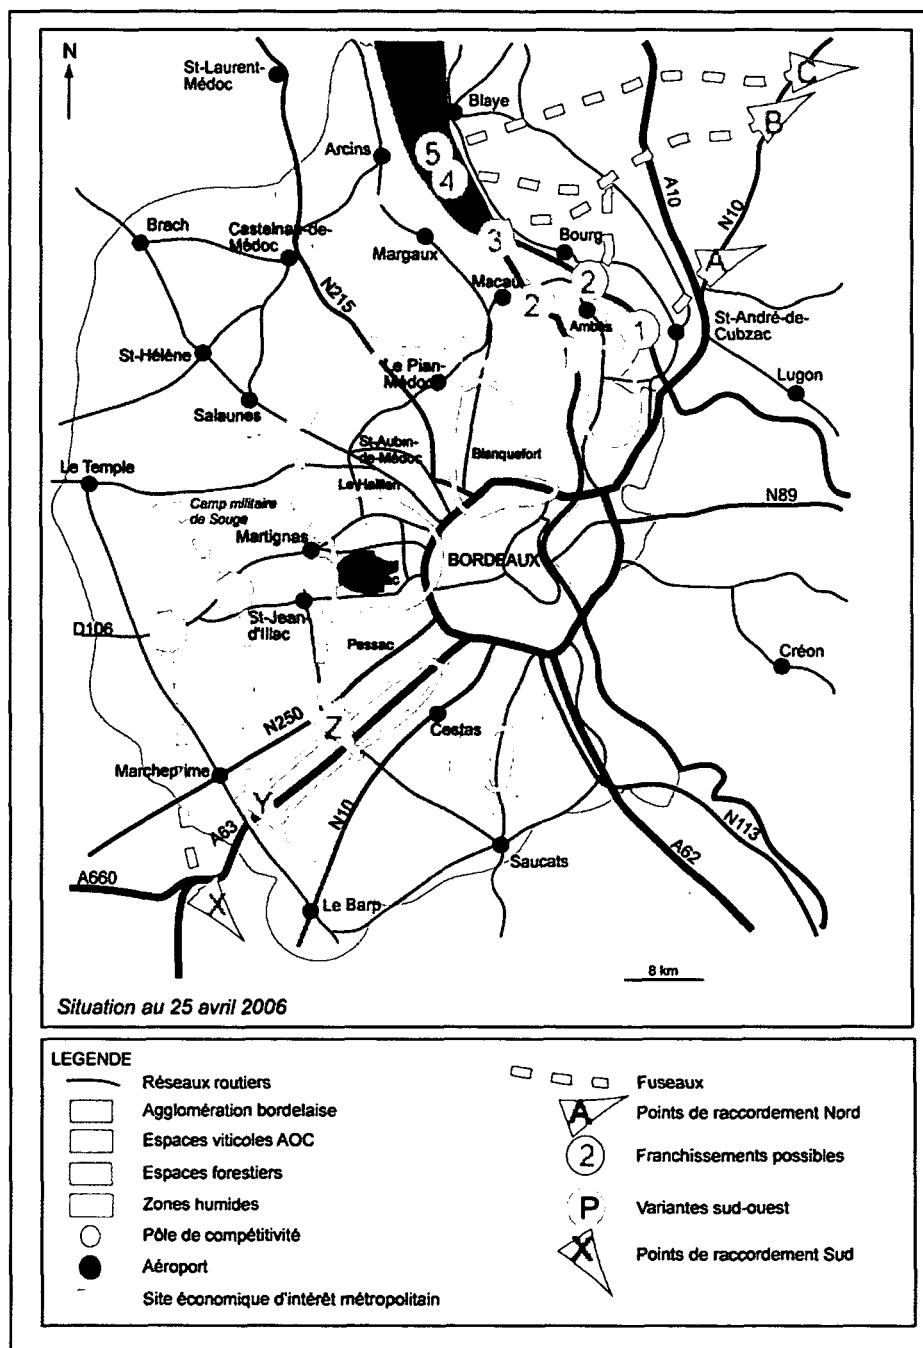 N
St-Laurent-
Médoc
C
Blaye
B
Arcins
5
4
A10
N10
Brach
Castelnau-de-
Médoc
Margaux
3
Bourg
A
N215
Macau
2
2
Ambès
1
St-André-de-
Cubzac
St-Hélène
Le Pian-
Médoc
Lugon
Salaunes
St-Aubin-
de-Médoc
Blanquefort
Le Temple
Le Haillan
N89
Camp militaire
de Souge
Martignas
BORDEAUX
St-Jean-
d'Illac
D106
Pessac
Créon
N250
Z
Cestas
Marcheprime
Y
A63
N10
N113
A62
Saucats
A660
X
Le Barp
8 km
Situation au 25 avril 2006
LEGENDE
Réseaux routiers
Agglomération bordelaise
Espaces viticoles AOC
Espaces forestiers
Zones humides
Pôle de compétitivité
Aéroport
Site économique d'intérêt métropolitain
Fuseaux
A
Points de raccordement Nord
2
Franchissements possibles
P
Variantes sud-ouest
X
Points de raccordement Sud